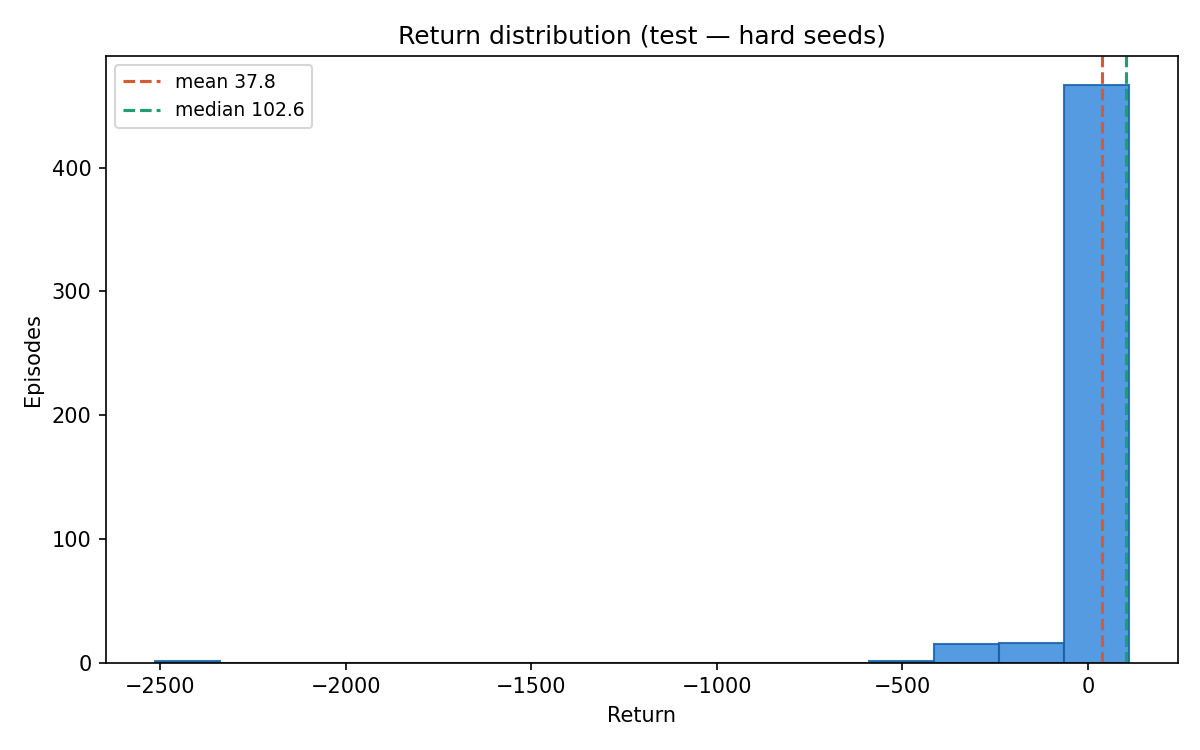 Return distribution (test — hard seeds)
mean 37.8
median 102.6
Episodes
400
300
200
100
0
−2500
−2000
−1500
−1000
−500
0
Return